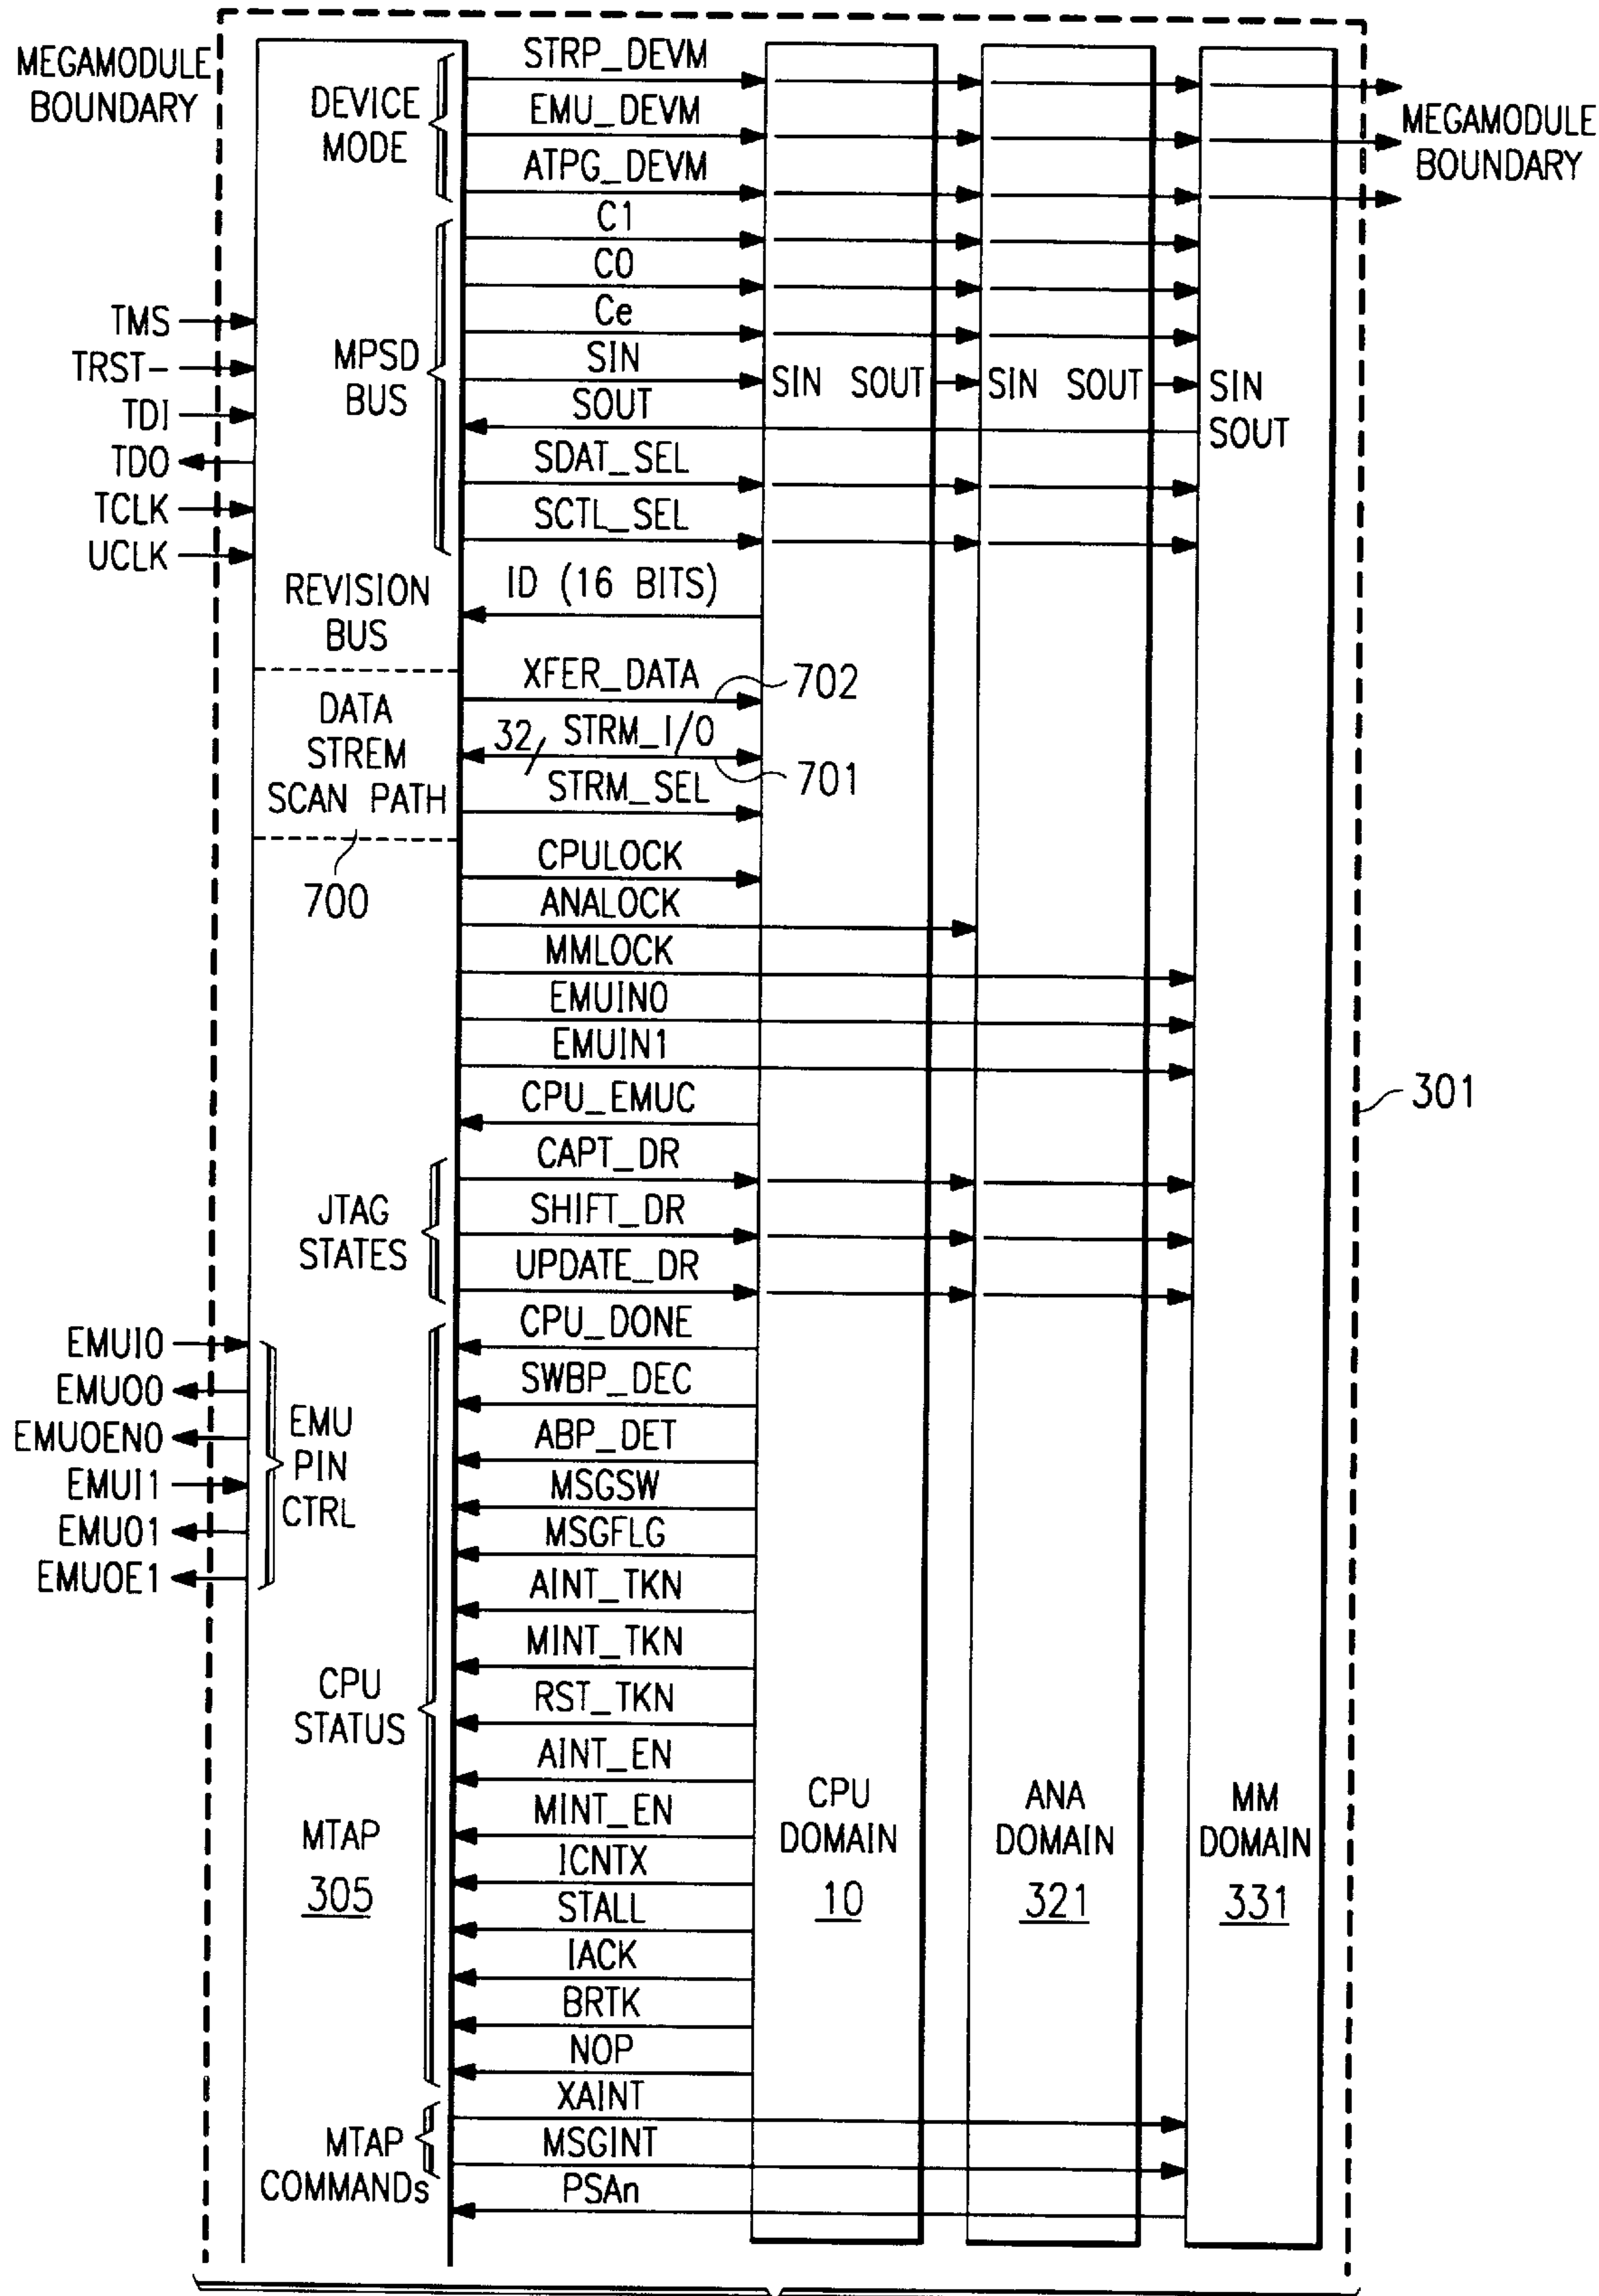 MEGAMODULE
BOUNDARY
DEVICE
MODE
STRP_DEVM
EMU_DEVM
ATPG_DEVM
MEGAMODULE
BOUNDARY
TMS
TRST-
TDI
TDO
TCLK
UCLK
MPSD
BUS
C1
C0
Ce
SIN
SIN SOUT
SIN SOUT
SIN
SOUT
SOUT
SDAT_SEL
SCTL_SEL
REVISION
BUS
ID (16 BITS)
DATA
STREM
SCAN PATH
700
XFER_DATA
702
32
STRM_I/O
701
STRM_SEL
CPULOCK
ANALOCK
MMLOCK
EMUIN0
EMUIN1
CPU_EMUC
301
JTAG
STATES
CAPT_DR
SHIFT_DR
UPDATE_DR
EMUI0
EMUO0
EMUOEN0
EMUI1
EMUO1
EMUOE1
EMU
PIN
CTRL
CPU
STATUS
CPU_DONE
SWBP_DEC
ABP_DET
MSGSW
MSGFLG
AINT_TKN
MINT_TKN
RST_TKN
AINT_EN
MINT_EN
ICNTX
STALL
IACK
BRTK
NOP
MTAP
305
CPU
DOMAIN
10
ANA
DOMAIN
321
MM
DOMAIN
331
MTAP
COMMANDs
XAINT
MSGINT
PSAn